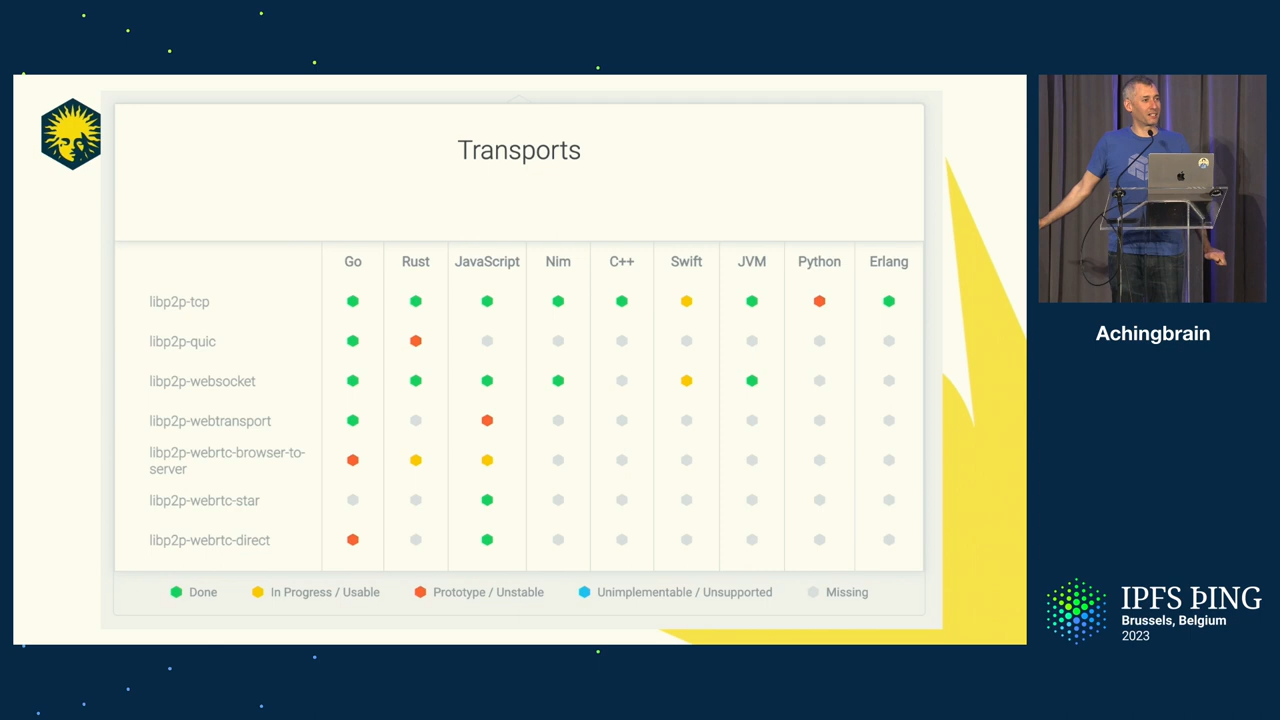 Transports
Go Rust JavaScript Nim C++ Swift JVM Python Erlang
libp2p-tcp
libp2p-quic
libp2p-websocket
libp2p-webtransport
libp2p-webrtc-browser-to-
server
libp2p-webrtc-star
libp2p-webrtc-direct
Done In Progress / Usable Prototype / Unstable Unimplementable / Unsupported Missing
Achingbrain
IPFS ÞING
Brussels, Belgium
2023